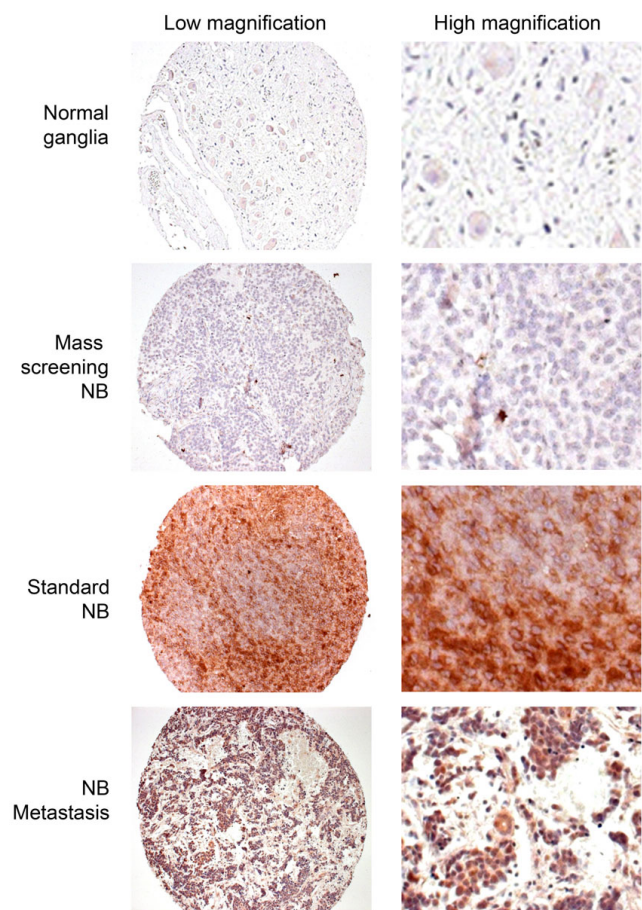 Low magnification
High magnification
Normal
ganglia
Mass
screening
NB
Standard
NB
NB
Metastasis